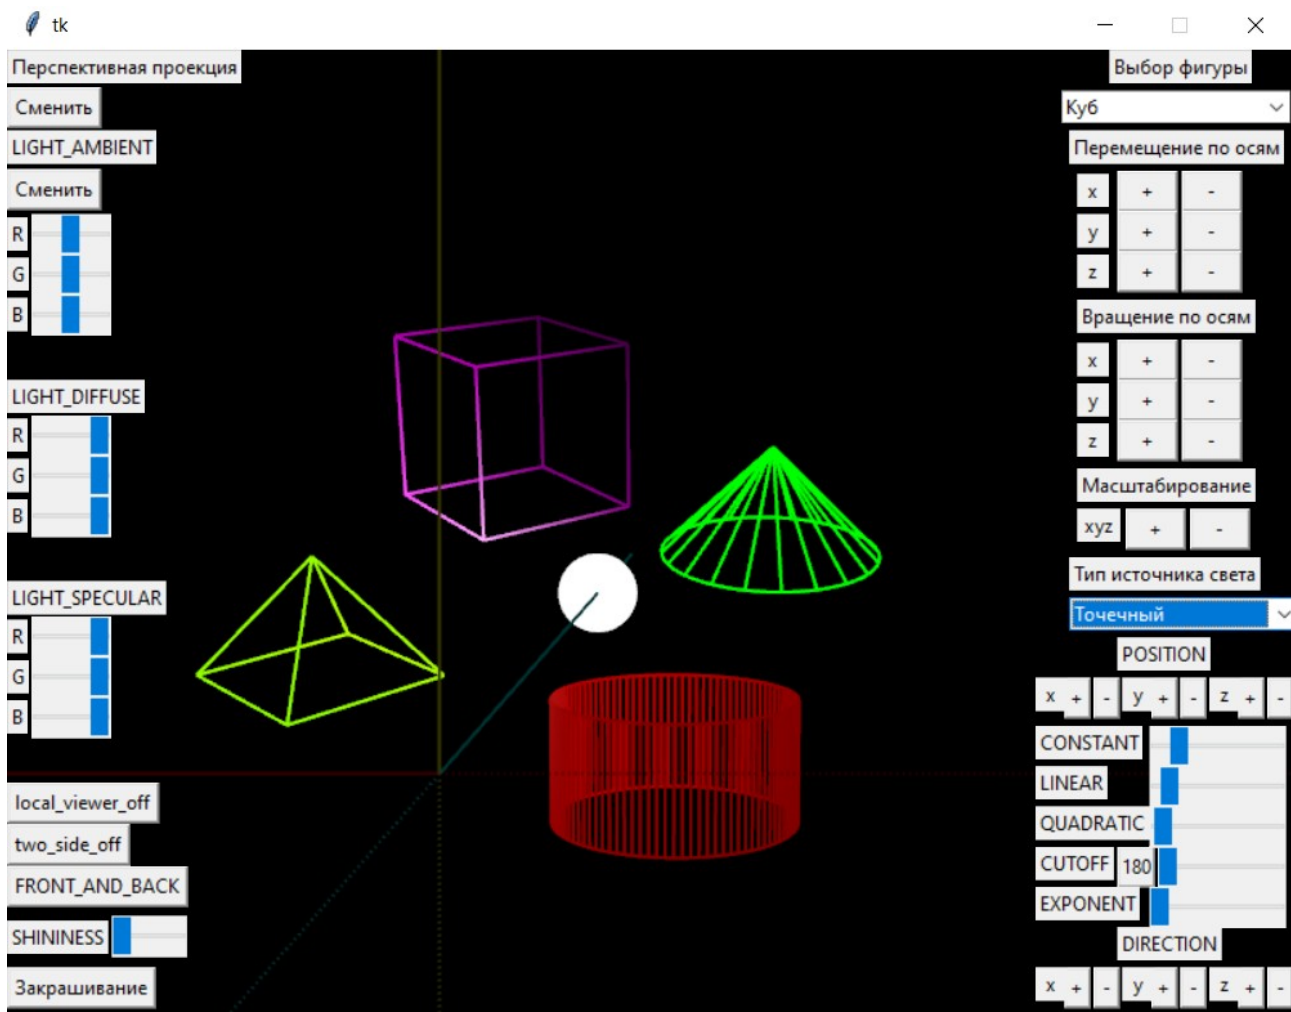 tk
Перспективная проекция
Сменить
LIGHT_AMBIENT
Сменить
R
G
B
LIGHT_DIFFUSE
R
G
B
LIGHT_SPECULAR
R
G
B
local_viewer_off
two_side_off
FRONT_AND_BACK
SHININESS
Закрашивание
Выбор фигуры
Куб
Перемещение по осям
x + -
y + -
z + -
Вращение по осям
x + -
y + -
z + -
Масштабирование
xyz + -
Тип источника света
Точечный
POSITION
x + - y + - z + -
CONSTANT
LINEAR
QUADRATIC
CUTOFF 180
EXPONENT
DIRECTION
x + - y + - z + -